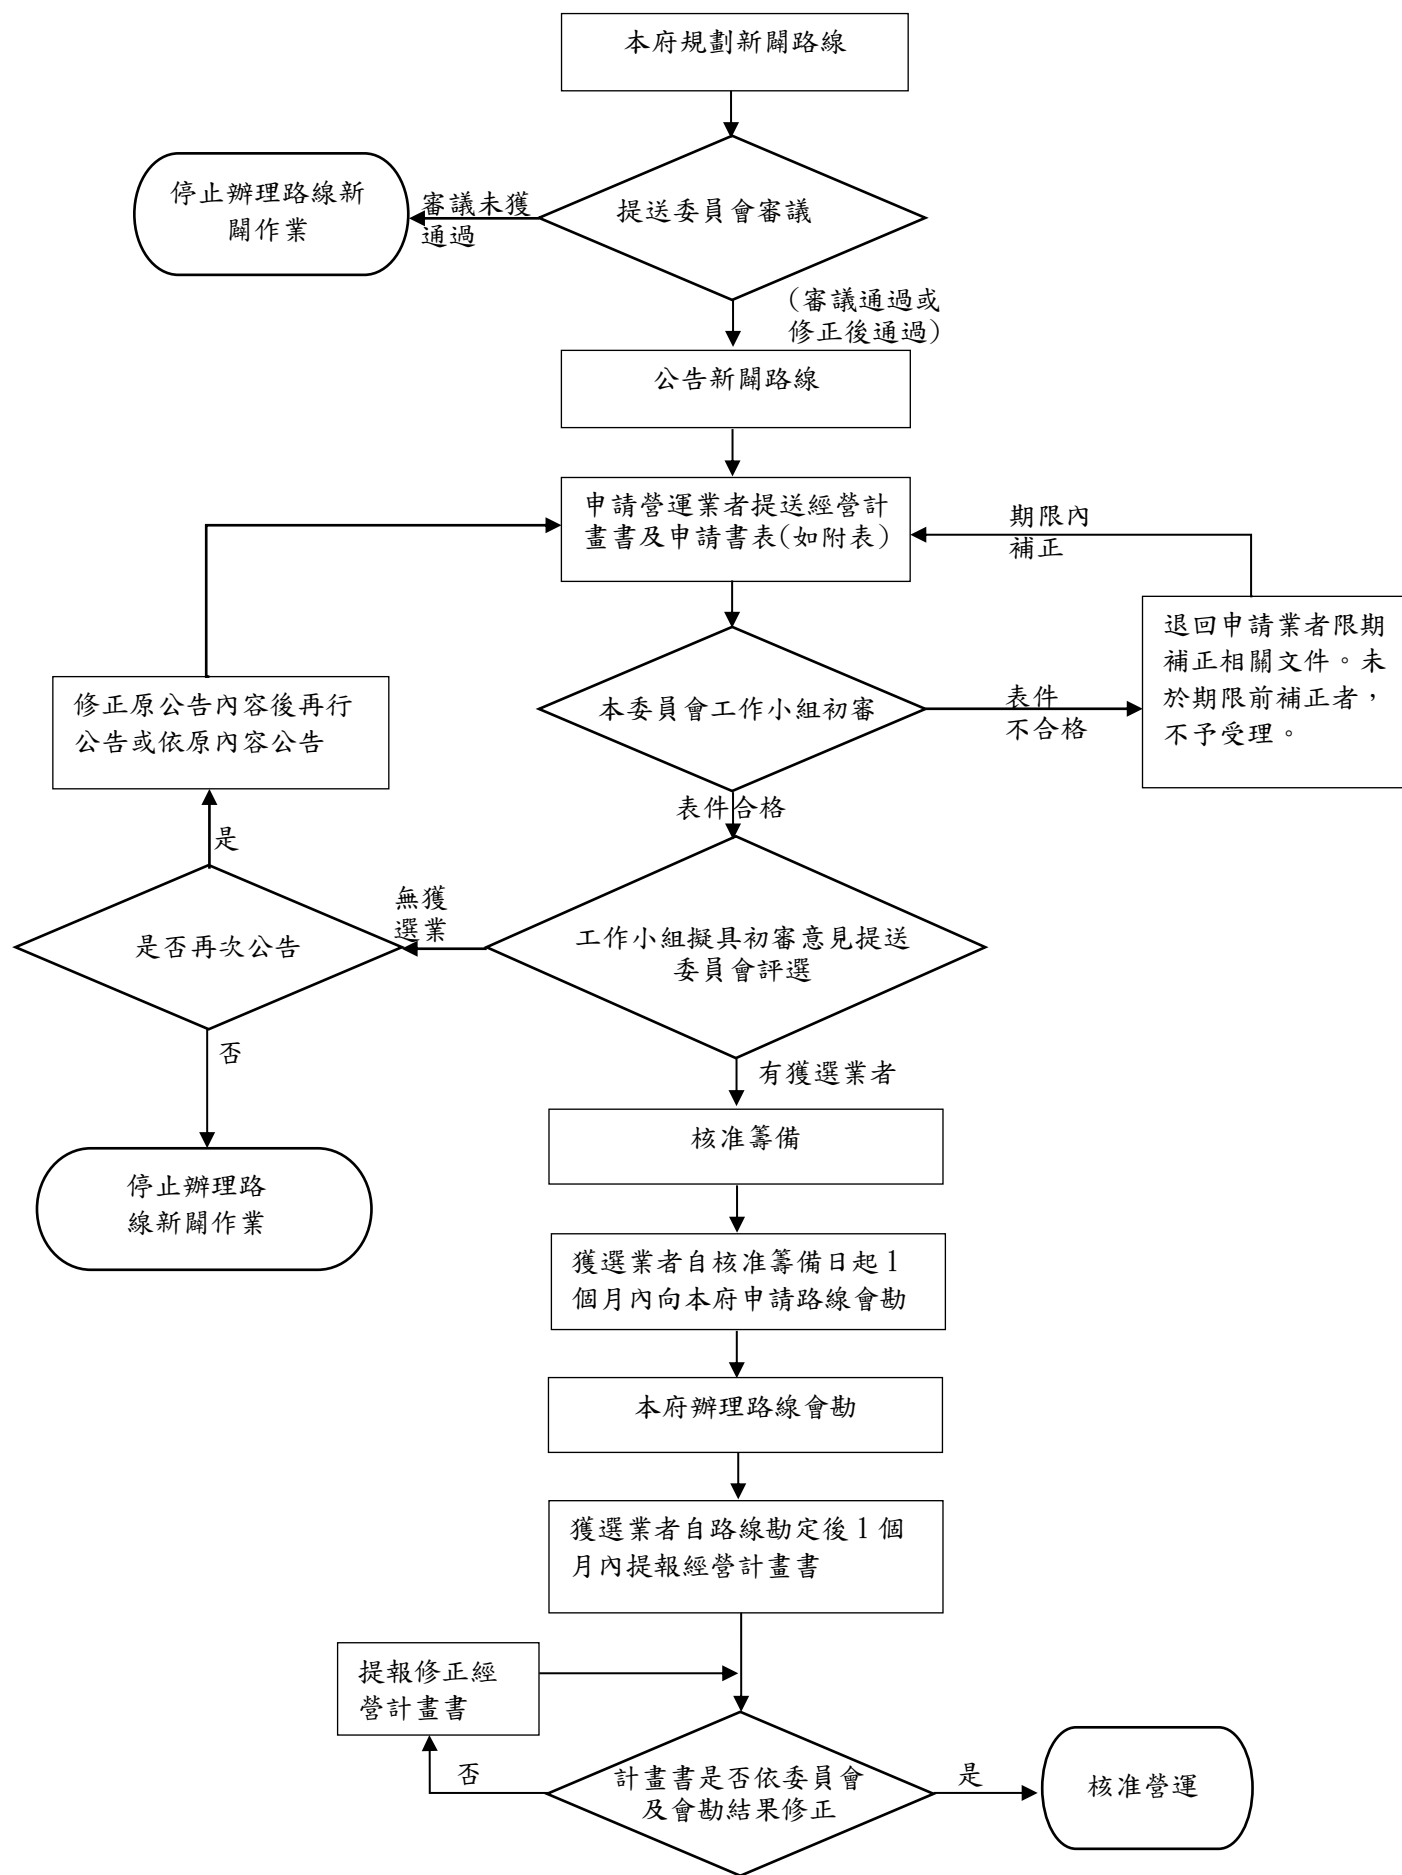 本府規劃新闢路線
停止辦理路線新
闢作業
審議未獲
通過
提送委員會審議
(審議通過或
修正後通過)
公告新闢路線
申請營運業者提送經營計
畫書及申請書表(如附表)
期限內
補正
退回申請業者限期
補正相關文件。未
於期限前補正者，
不予受理。
修正原公告內容後再行
公告或依原內容公告
本委員會工作小組初審
表件
不合格
表件合格
是
無獲
選業
是否再次公告
工作小組擬具初審意見提送
委員會評選
否
有獲選業者
核准籌備
停止辦理路
線新闢作業
獲選業者自核准籌備日起1
個月內向本府申請路線會勘
本府辦理路線會勘
獲選業者自路線勘定後1個
月內提報經營計畫書
提報修正經
營計畫書
否
計畫書是否依委員會
及會勘結果修正
是
核准營運